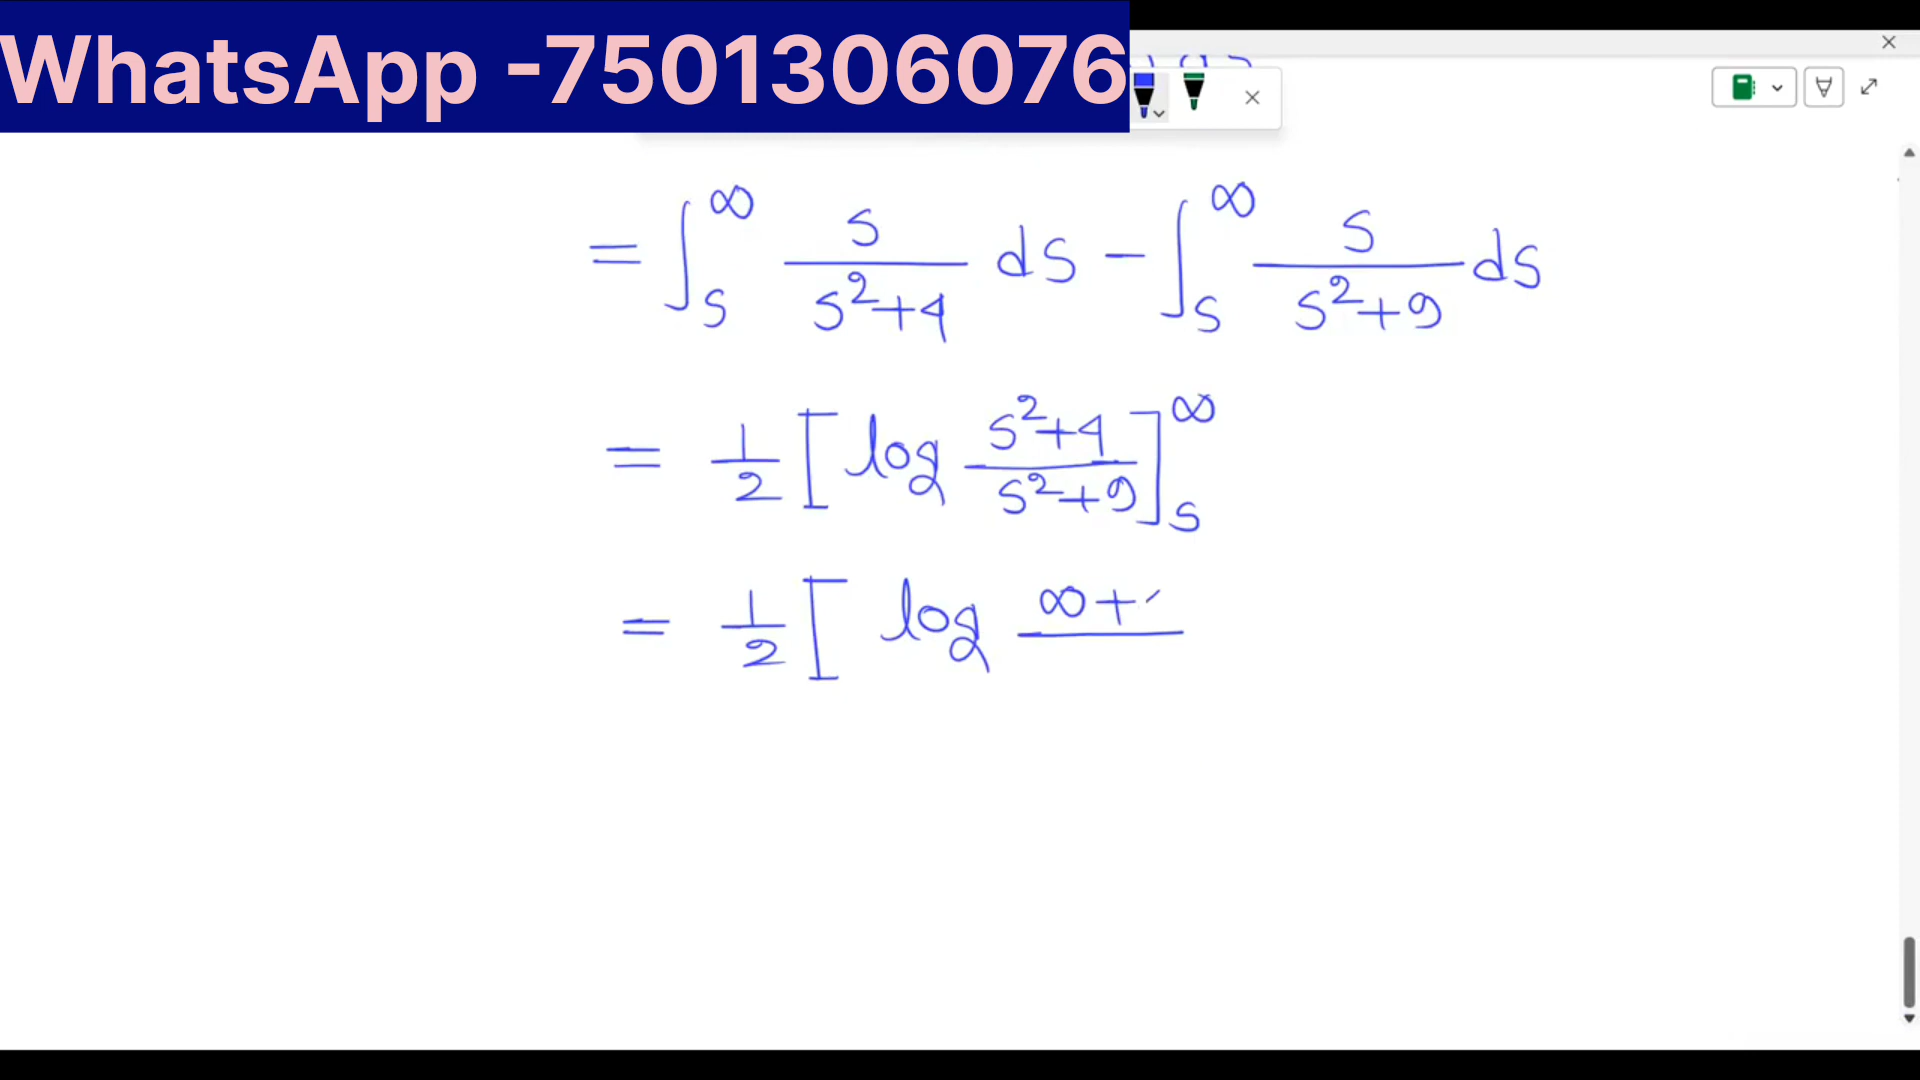 WhatsApp -7501306076
= ∫_s^∞ s/(s²+4) ds - ∫_s^∞ s/(s²+9) ds
= 1/2 [ log (s²+4)/(s²+9) ]_s^∞
= 1/2 [ log ∞+